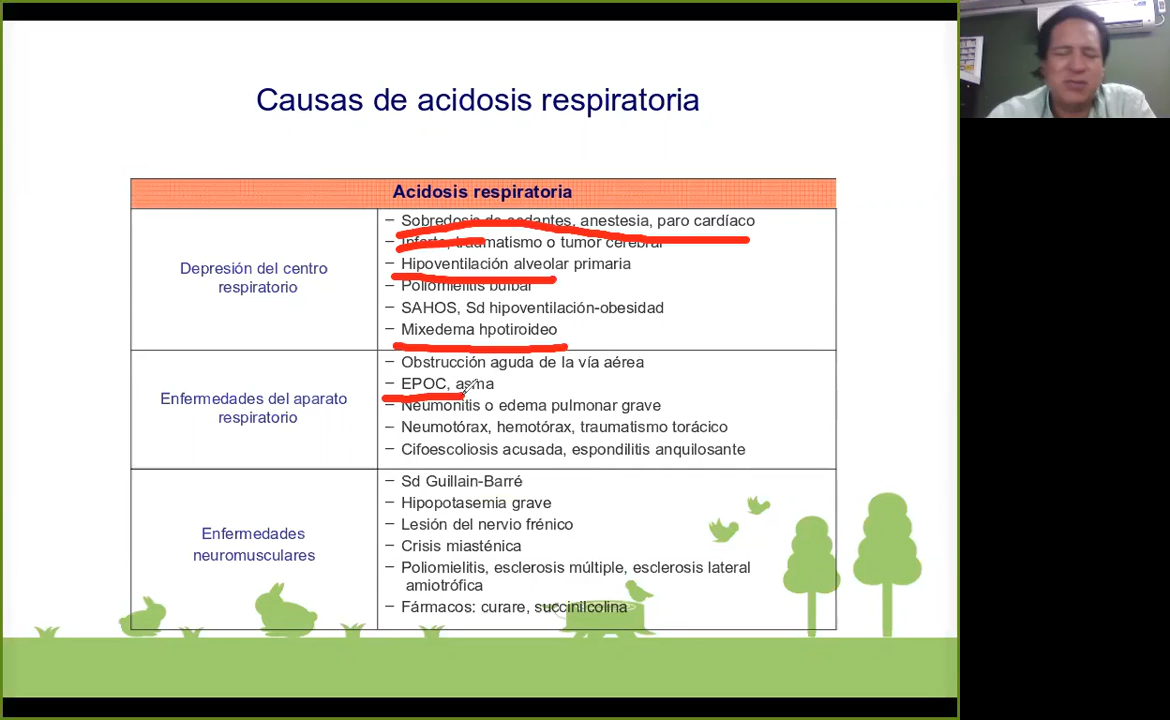 Causas de acidosis respiratoria
Acidosis respiratoria
Depresión del centro
respiratorio
– Sobredosis de sedantes, anestesia, paro cardíaco
– Infarto, traumatismo o tumor cerebral
– Hipoventilación alveolar primaria
– Poliomielitis bulbar
– SAHOS, Sd hipoventilación-obesidad
– Mixedema hpotiroideo
Enfermedades del aparato
respiratorio
– Obstrucción aguda de la vía aérea
– EPOC, asma
– Neumonitis o edema pulmonar grave
– Neumotórax, hemotórax, traumatismo torácico
– Cifoescoliosis acusada, espondilitis anquilosante
Enfermedades
neuromusculares
– Sd Guillain-Barré
– Hipopotasemia grave
– Lesión del nervio frénico
– Crisis miasténica
– Poliomielitis, esclerosis múltiple, esclerosis lateral
amiotrófica
– Fármacos: curare, succinilcolina